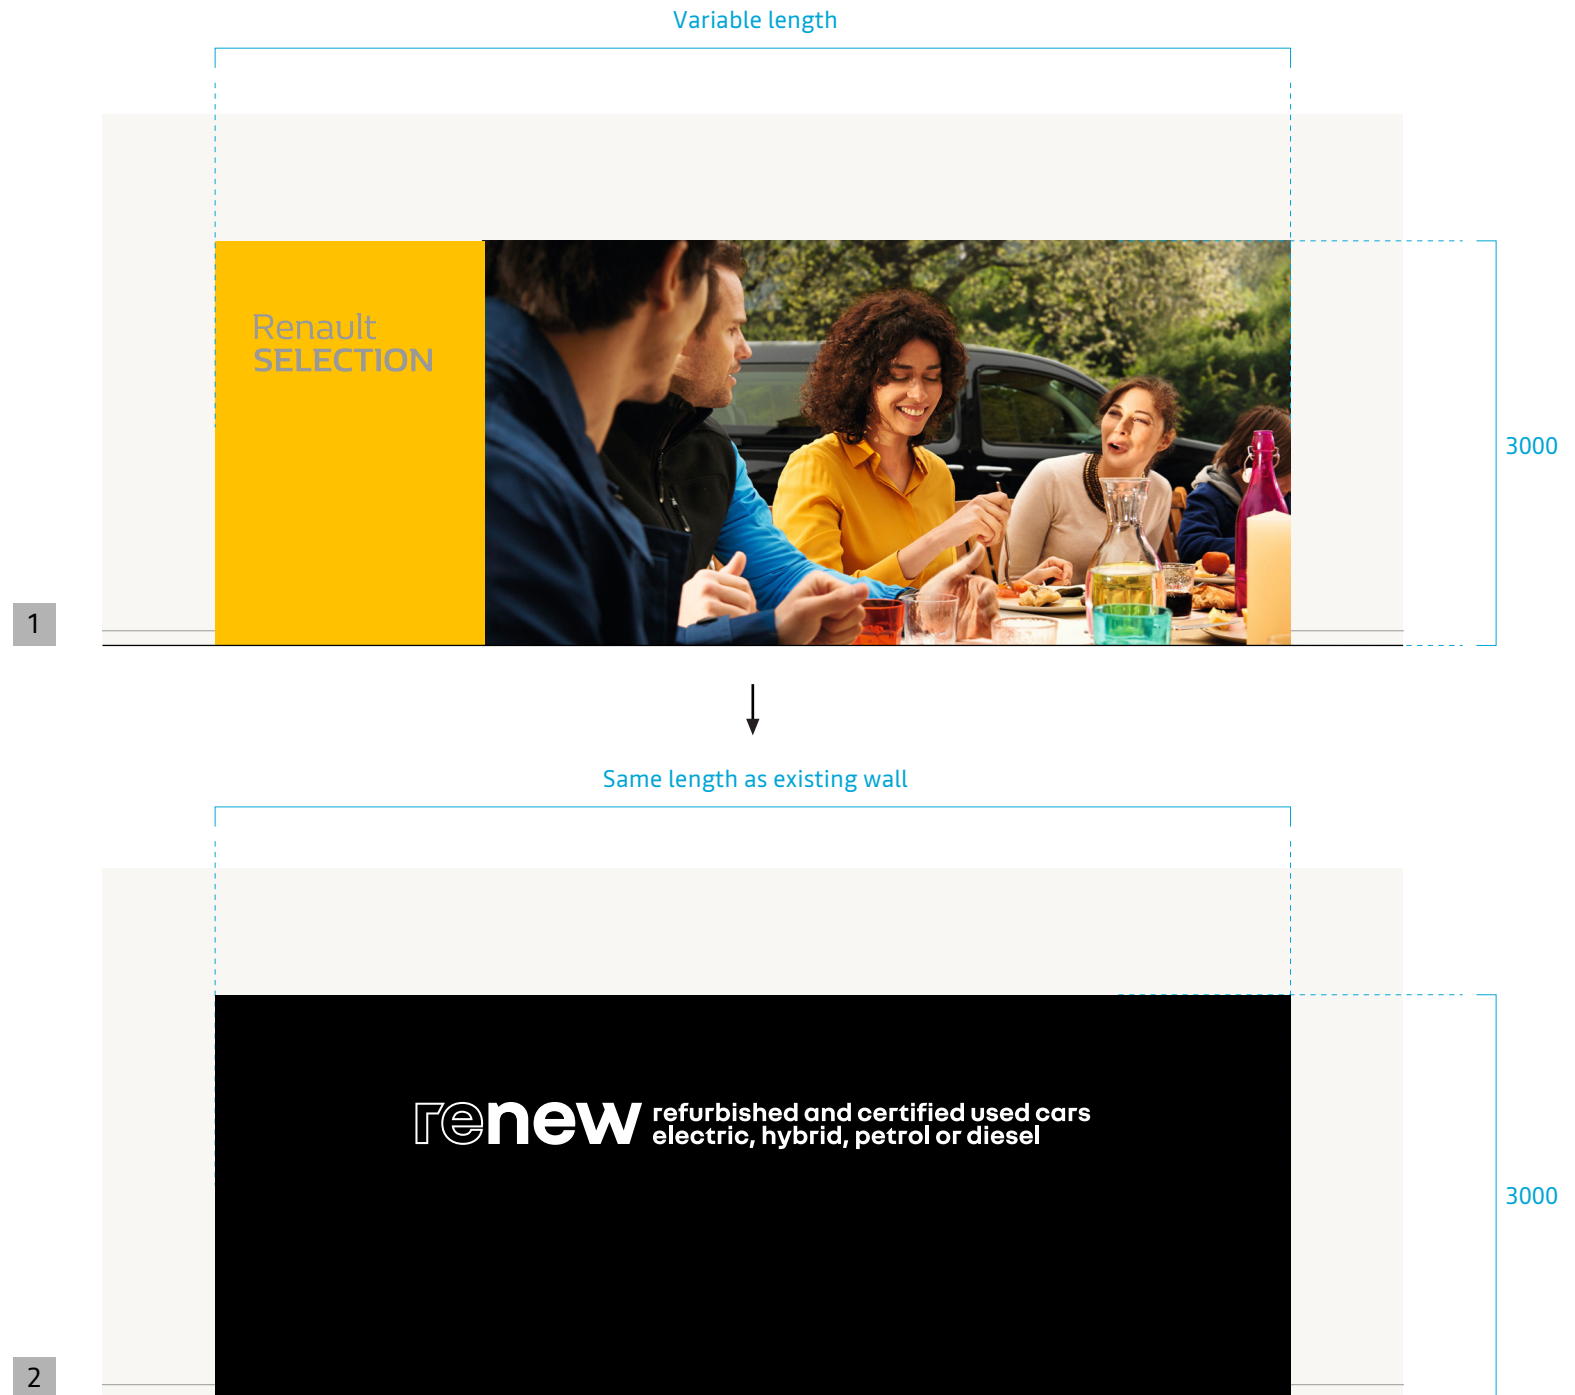 Variable length
Renault
SELECTION
3000
1
Same length as existing wall
renew refurbished and certified used cars
electric, hybrid, petrol or diesel
3000
2